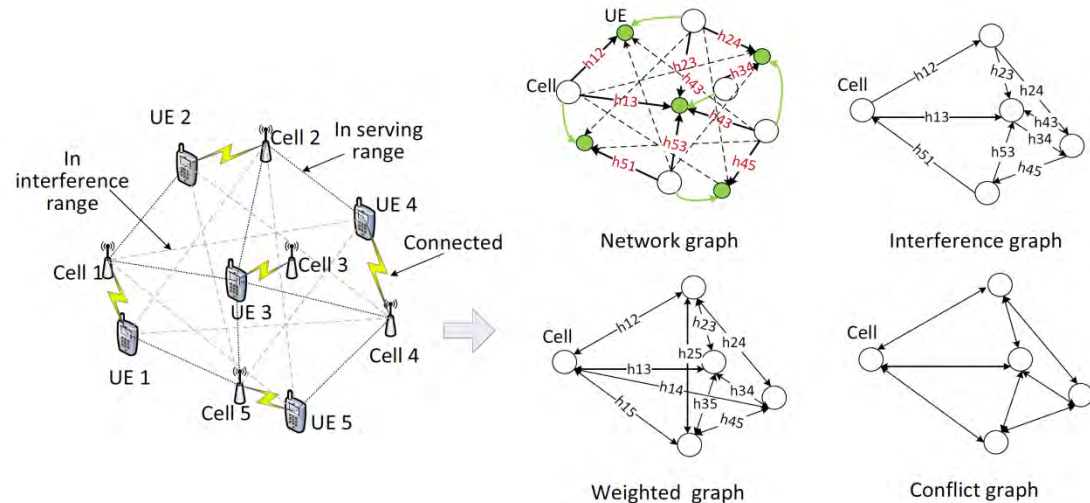 UE 2
Cell 2
In serving
range
In
interference
range
UE 4
Connected
Cell 1
Cell 3
UE 3
Cell 4
UE 1
Cell 5
UE 5
UE
h12
h24
h23
h34
h43
Cell
h13
h43
h53
h51
h45
Network graph
h12
h23
h24
Cell
h13
h43
h34
h53
h51
h45
Interference graph
h12
h23
Cell
h25
h24
h13
h14
h34
h35
h15
h45
Weighted graph
Cell
Conflict graph